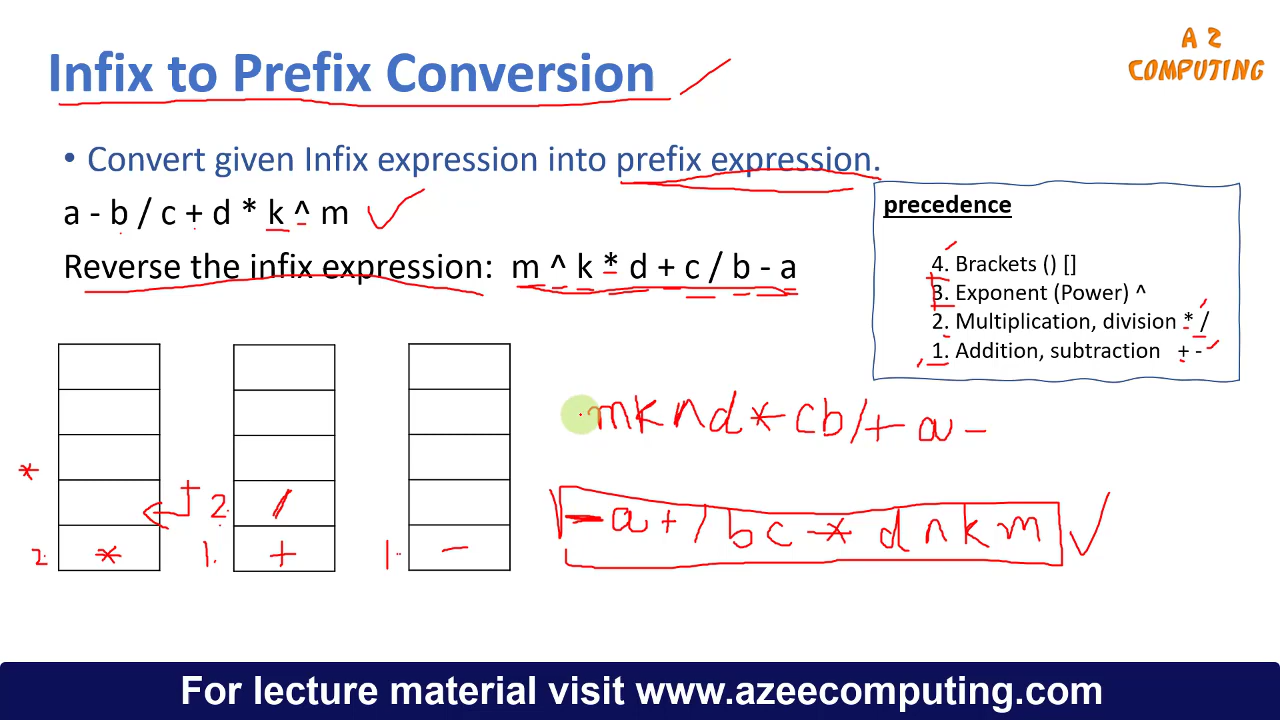 A Z
COMPUTING
Infix to Prefix Conversion
• Convert given Infix expression into prefix expression.
a - b / c + d * k ^ m
Reverse the infix expression: m ^ k * d + c / b - a
precedence
4. Brackets () []
3. Exponent (Power) ^
2. Multiplication, division * /
1. Addition, subtraction + -
m k ^ d * c b / + a -
*
+ 2. /
- a + / b c * d ^ k m
2. * 1. + 1. -
For lecture material visit www.azeecomputing.com